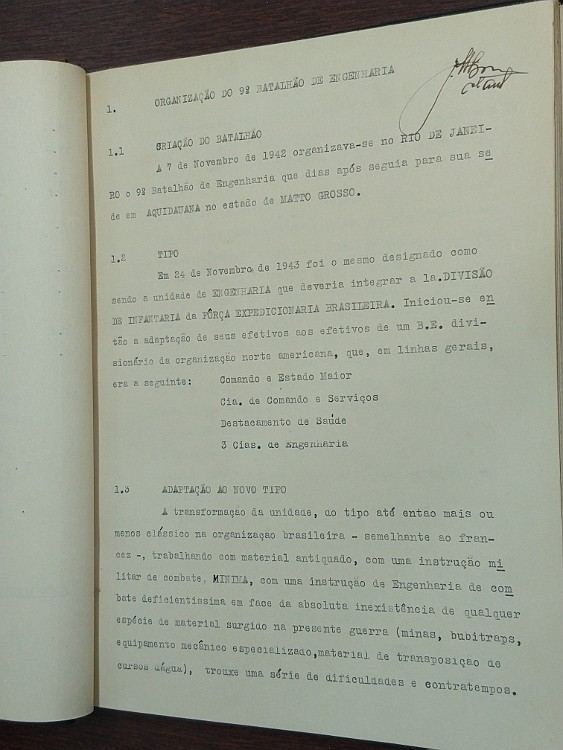 1. ORGANIZAÇÃO DO 9º BATALHÃO DE ENGENHARIA
1.1 CRIAÇÃO DO BATALHÃO
A 7 de Novembro de 1942 organizava-se no RIO DE JANEI-
RO o 9º Batalhão de Engenharia que dias após seguia para sua se
de em AQUIDAUANA no estado de MATTO GROSSO.
1.2 TIPO
Em 24 de Novembro de 1943 foi o mesmo designado como
sendo a unidade de ENGENHARIA que deveria integrar a 1a.DIVISÃO
DE INFANTARIA da FÔRÇA EXPEDICIONARIA BRASILEIRA. Iniciou-se en
tão a adaptação de seus efetivos aos efetivos de um B.E. divi-
sionário da organização norte americana, que, em linhas gerais,
era a seguinte: Comando e Estado Maior
Cia. de Comando e Serviços
Destacamento de Saúde
3 Cias. de Engenharia
1.3 ADAPTAÇÃO AO NOVO TIPO
A transformação da unidade, do tipo até entao mais ou
menos clássico na organização brasileira - semelhante ao fran-
cez -, trabalhando com material antiquado, com uma instrução mi
litar de combate, MINIMA, com uma instrução de Engenharia de com
bate deficientissima em face da absoluta inexistência de qualquer
espécie de material surgido na presente guerra (minas, bubitraps,
equipamento mecânico especializado,material de transposição de
cursos dágua), trouxe uma série de dificuldades e contratempos.